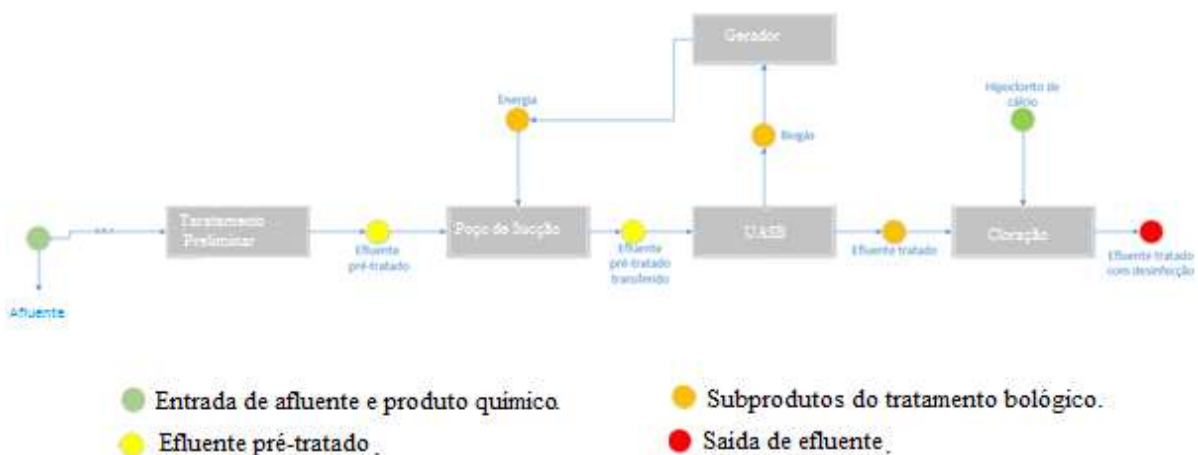 Gerador
Energia
Hipoclorito de
cálcio
Biogás
Taratamento
Preliminar
Poço de Sucção
UASB
Cloração
Efluente
pré-tratado
Efluente
pré-tratado
transferido
Efluente tratado
Efluente tratado
com desinfecção
Afluente
Entrada de afluente e produto químico.
Subprodutos do tratamento bológico.
Efluente pré-tratado.
Saída de efluente.